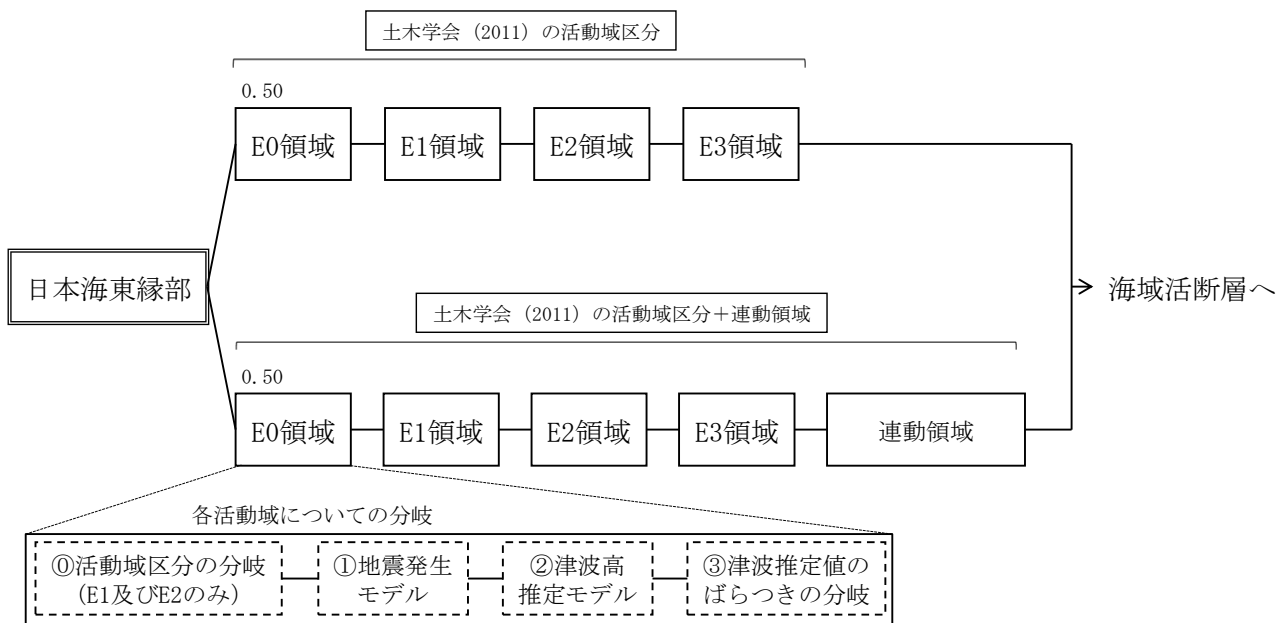 土木学会（2011）の活動域区分
0.50
E0領域
E1領域
E2領域
E3領域
日本海東縁部
海域活断層へ
土木学会（2011）の活動域区分＋連動領域
0.50
E0領域
E1領域
E2領域
E3領域
連動領域
各活動域についての分岐
⓪活動域区分の分岐
（E1及びE2のみ）
①地震発生
モデル
②津波高
推定モデル
③津波推定値の
ばらつきの分岐